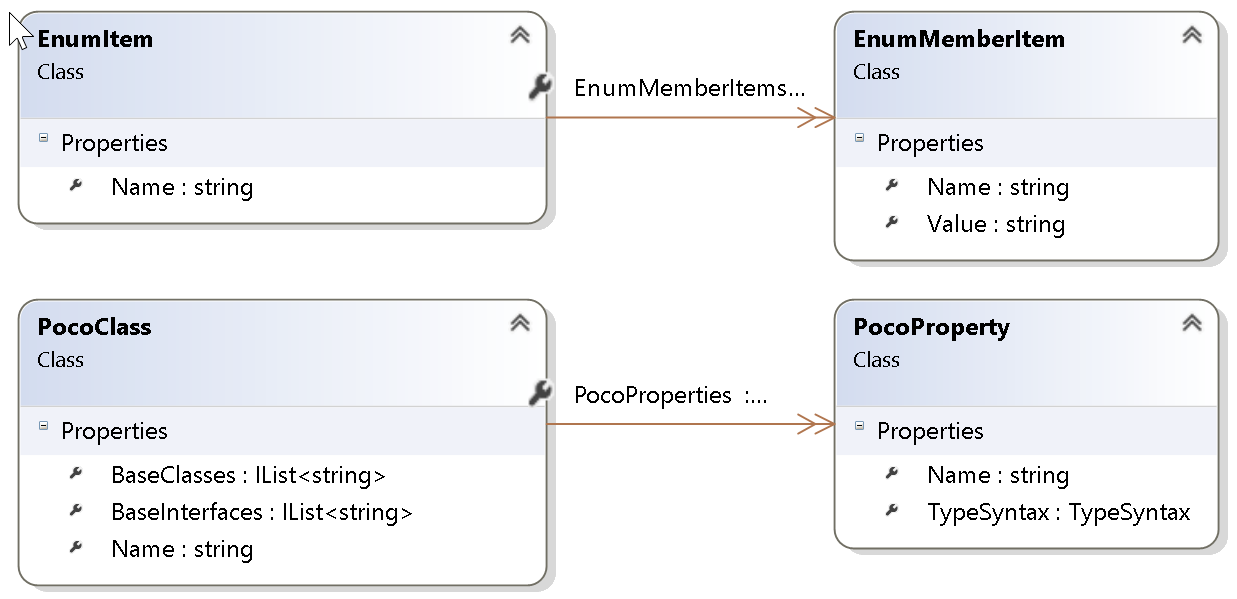 EnumItem
Class
Properties
Name : string
EnumMemberItems...
EnumMemberItem
Class
Properties
Name : string
Value : string
PocoClass
Class
Properties
BaseClasses : IList<string>
BaseInterfaces : IList<string>
Name : string
PocoProperties :...
PocoProperty
Class
Properties
Name : string
TypeSyntax : TypeSyntax